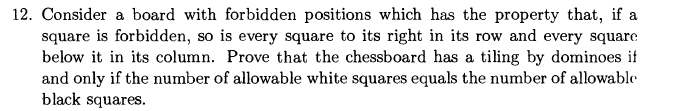 12. Consider a board with forbidden positions which has the property that, if a
square is forbidden, so is every square to its right in its row and every square
below it in its column. Prove that the chessboard has a tiling by dominoes if
and only if the number of allowable white squares equals the number of allowable
black squares.